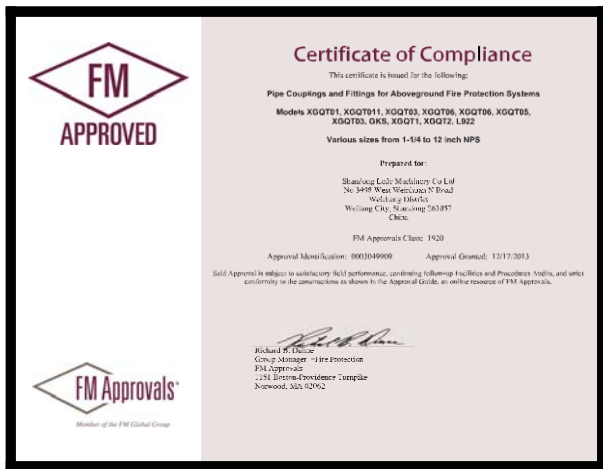 FM
APPROVED
Certificate of Compliance
This certificate is issued for the following:
Pipe Couplings and Fittings for Aboveground Fire Protection Systems
Models XGQT01, XGQT011, XGQT03, XGQT06, XGQT06, XGQT05,
XGQT03, GKS, XGQT1, XGQT2, L922
Various sizes from 1-1/4 to 12 inch NPS
Prepared for:
Shandong Lede Machinery Co Ltd
No 3498 West Road
District
Weifang City, Shandong 261057
China
FM Approvals Class: 1920
Approval Identification: 0003049909 Approval Granted: 12/17/2013
Said Approval is subject to satisfactory field performance, continuing follow-up Facilities and Procedures Audits, and strict
conformity to the constructions as shown in the Approval Guide, an online resource of FM Approvals.
Richard B. Dunne
Group Manager - Fire Protection
FM Approvals
1151 Boston-Providence Turnpike
Norwood, MA 02062
FM Approvals
Member of the FM Global Group